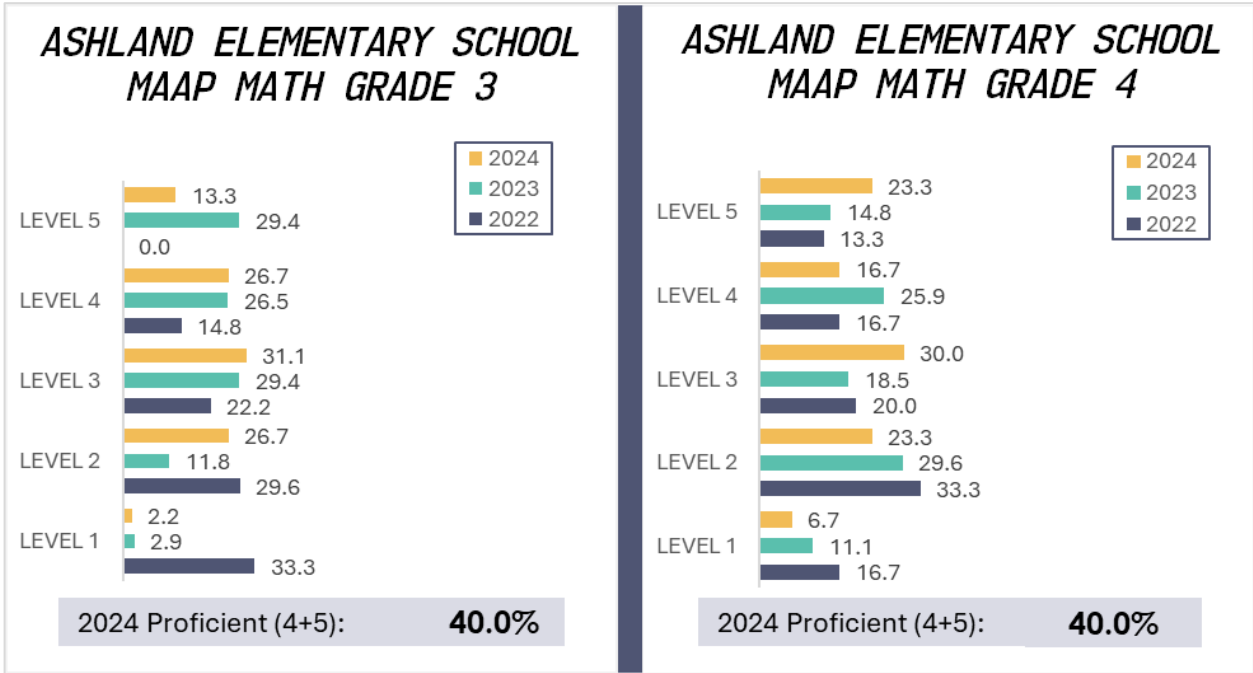 ASHLAND ELEMENTARY SCHOOL
MAAP MATH GRADE 3
2024
2023
2022
LEVEL 5
13.3
29.4
0.0
LEVEL 4
26.7
26.5
14.8
LEVEL 3
31.1
29.4
22.2
LEVEL 2
26.7
11.8
29.6
LEVEL 1
2.2
2.9
33.3
2024 Proficient (4+5): 40.0%
ASHLAND ELEMENTARY SCHOOL
MAAP MATH GRADE 4
2024
2023
2022
LEVEL 5
23.3
14.8
13.3
LEVEL 4
16.7
25.9
16.7
LEVEL 3
30.0
18.5
20.0
LEVEL 2
23.3
29.6
33.3
LEVEL 1
6.7
11.1
16.7
2024 Proficient (4+5): 40.0%